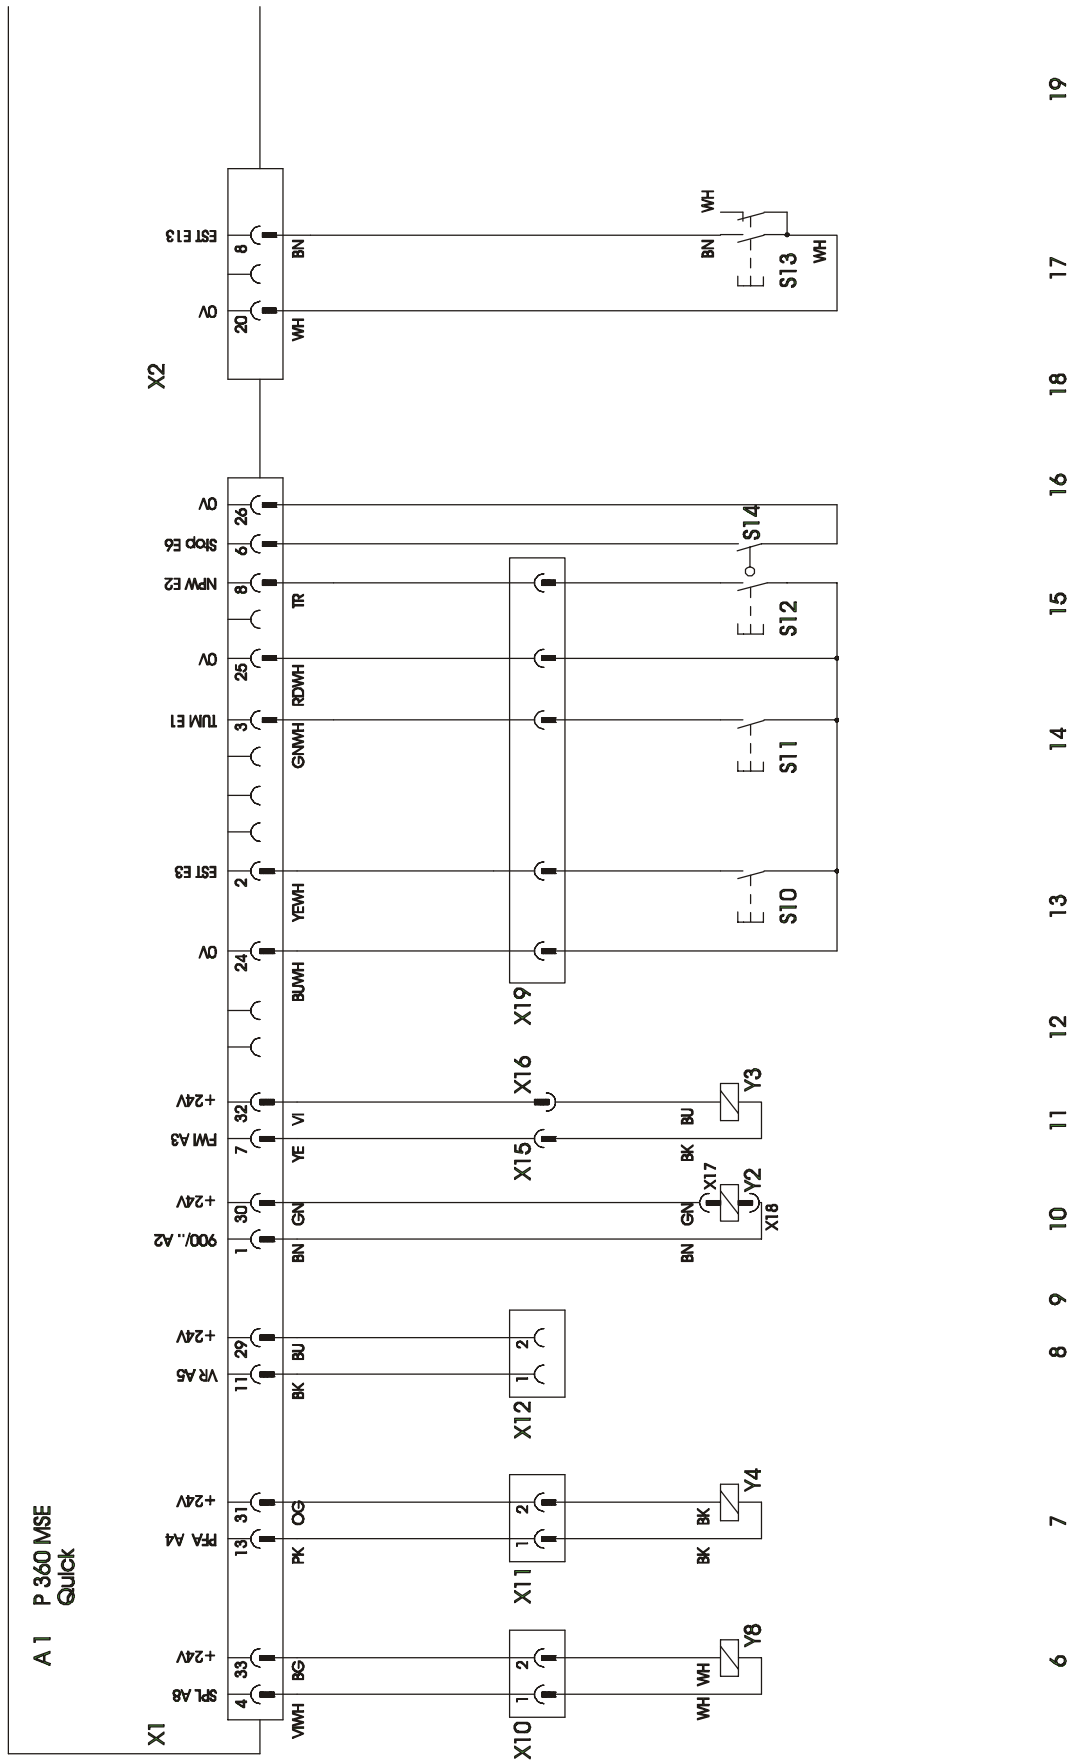 A 1 P 360 MSE
Quick
X1
SPL A8
+24V
PFA A4
+24V
VR A5
+24V
900/.. A2
+24V
FWI A3
+24V
0V
EST E3
TUM E1
0V
NPW E2
Stop E6
0V
X2
0V
EST E13
4
33
13
31
11
29
1
30
7
32
24
2
3
25
8
6
26
20
8
VIWH
BG
PK
OG
BK
BU
BN
GN
YE
VI
BUWH
YEWH
GNWH
RDWH
TR
WH
BN
X10
1
2
X11
1
2
X12
1
2
X15
X16
X19
WH
WH
Y8
BK
BK
Y4
BN
GN
X17
Y2
X18
BK
BU
Y3
S10
S11
S12
S14
BN
WH
S13
WH
6
7
8
9
10
11
12
13
14
15
16
18
17
19